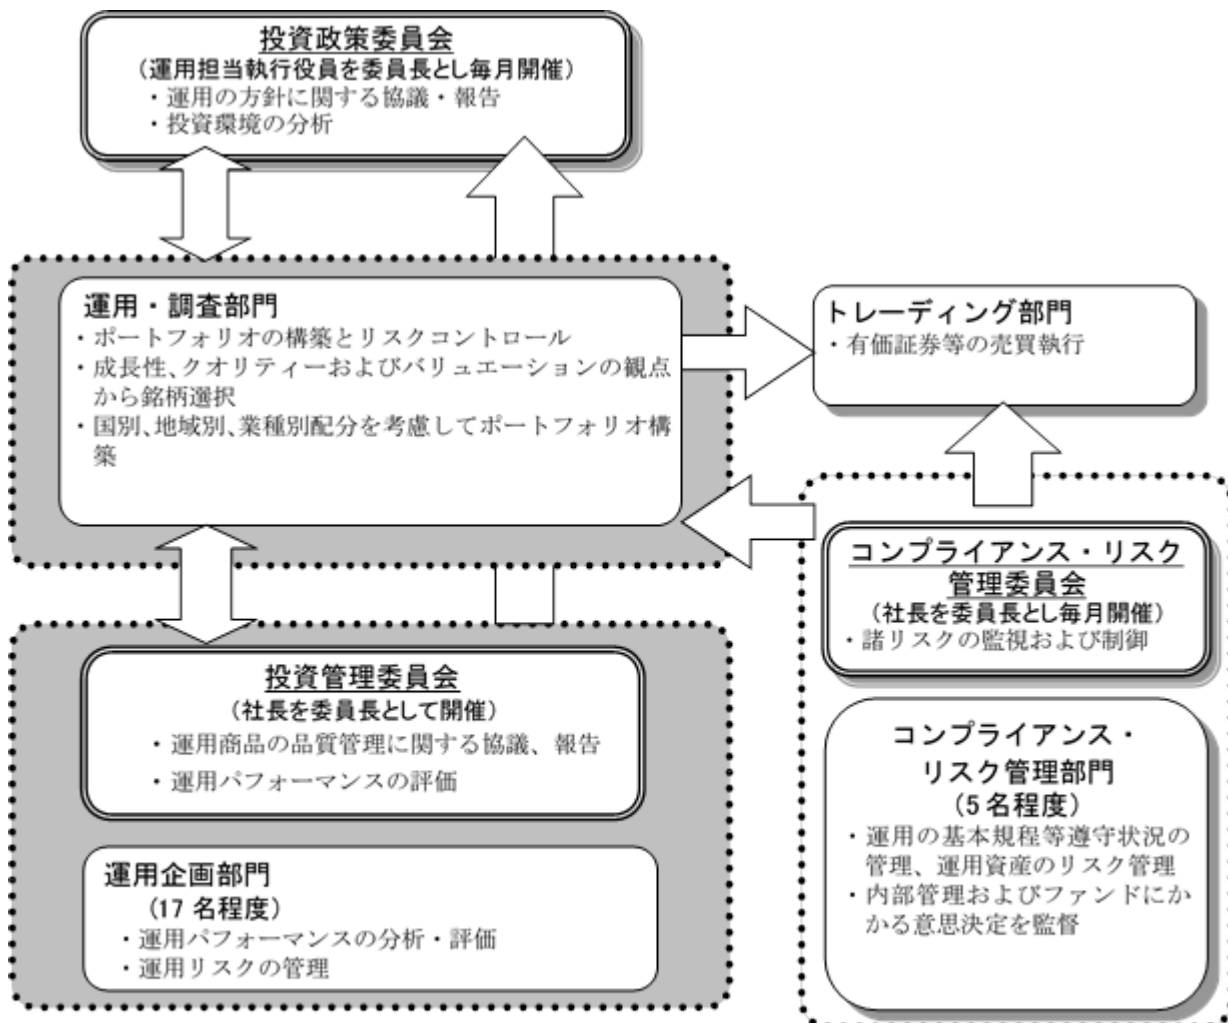 投資政策委員会
(運用担当執行役員を委員長とし毎月開催)
・運用の方針に関する協議・報告
・投資環境の分析
運用・調査部門
・ポートフォリオの構築とリスクコントロール
・成長性、クオリティーおよびバリュエーションの観点
から銘柄選択
・国別、地域別、業種別配分を考慮してポートフォリオ構
築
トレーディング部門
・有価証券等の売買執行
投資管理委員会
(社長を委員長として開催)
・運用商品の品質管理に関する協議、報告
・運用パフォーマンスの評価
運用企画部門
(17 名程度)
・運用パフォーマンスの分析・評価
・運用リスクの管理
コンプライアンス・リスク
管理委員会
(社長を委員長とし毎月開催)
・諸リスクの監視および制御
コンプライアンス・
リスク管理部門
(5 名程度)
・運用の基本規程等遵守状況の
管理、運用資産のリスク管理
・内部管理およびファンドにか
かる意思決定を監督